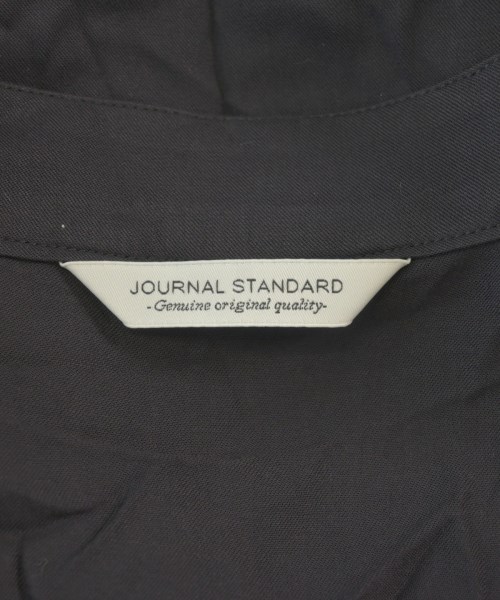 JOURNAL STANDARD
-Genuine original quality-